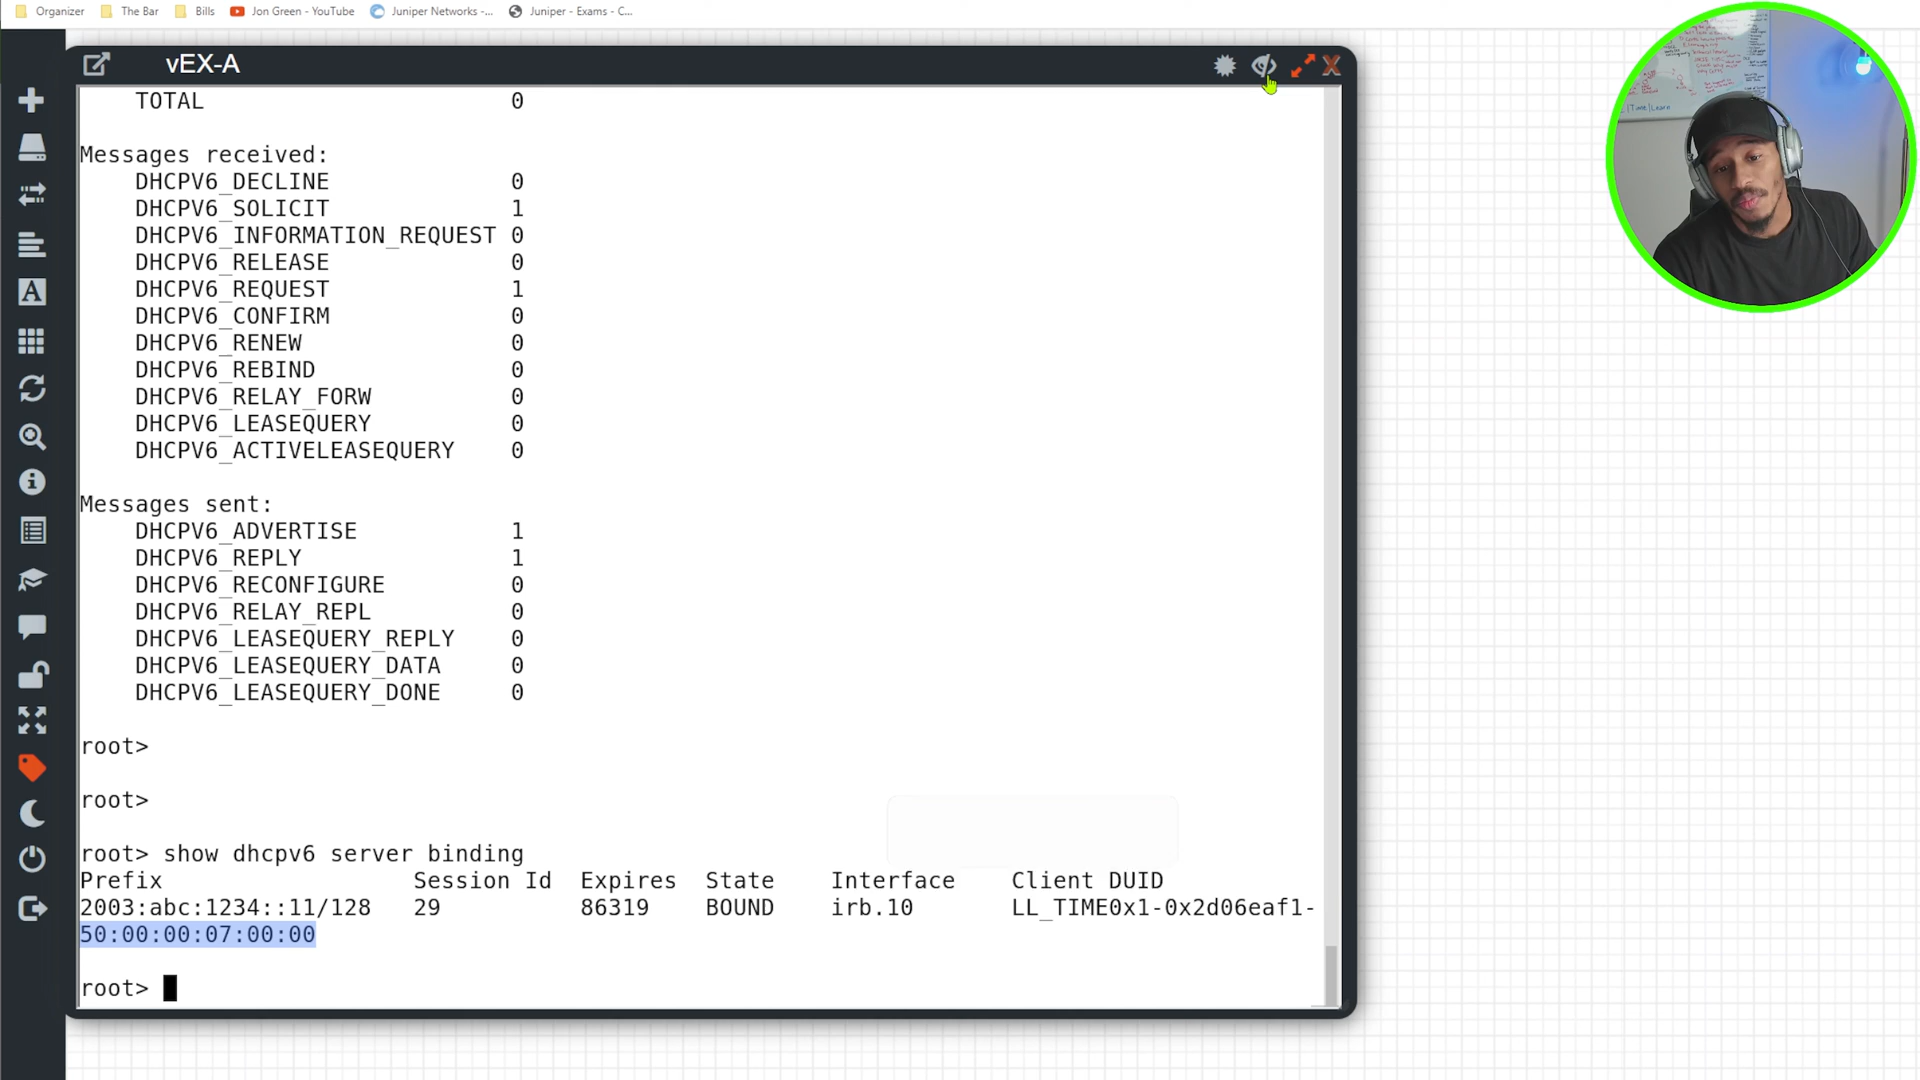 Organizer
The Bar
Bills
Jon Green - YouTube
Juniper Networks -...
Juniper - Exams - C...
vEX-A
X
TOTAL 0
Messages received:
DHCPV6_DECLINE 0
DHCPV6_SOLICIT 1
DHCPV6_INFORMATION_REQUEST 0
DHCPV6_RELEASE 0
DHCPV6_REQUEST 1
DHCPV6_CONFIRM 0
DHCPV6_RENEW 0
DHCPV6_REBIND 0
DHCPV6_RELAY_FORW 0
DHCPV6_LEASEQUERY 0
DHCPV6_ACTIVELEASEQUERY 0
Messages sent:
DHCPV6_ADVERTISE 1
DHCPV6_REPLY 1
DHCPV6_RECONFIGURE 0
DHCPV6_RELAY_REPL 0
DHCPV6_LEASEQUERY_REPLY 0
DHCPV6_LEASEQUERY_DATA 0
DHCPV6_LEASEQUERY_DONE 0
root>
root>
root> show dhcpv6 server binding
Prefix Session Id Expires State Interface Client DUID
2003:abc:1234::11/128 29 86319 BOUND irb.10 LL_TIME0x1-0x2d06eaf1-
50:00:00:07:00:00
root>